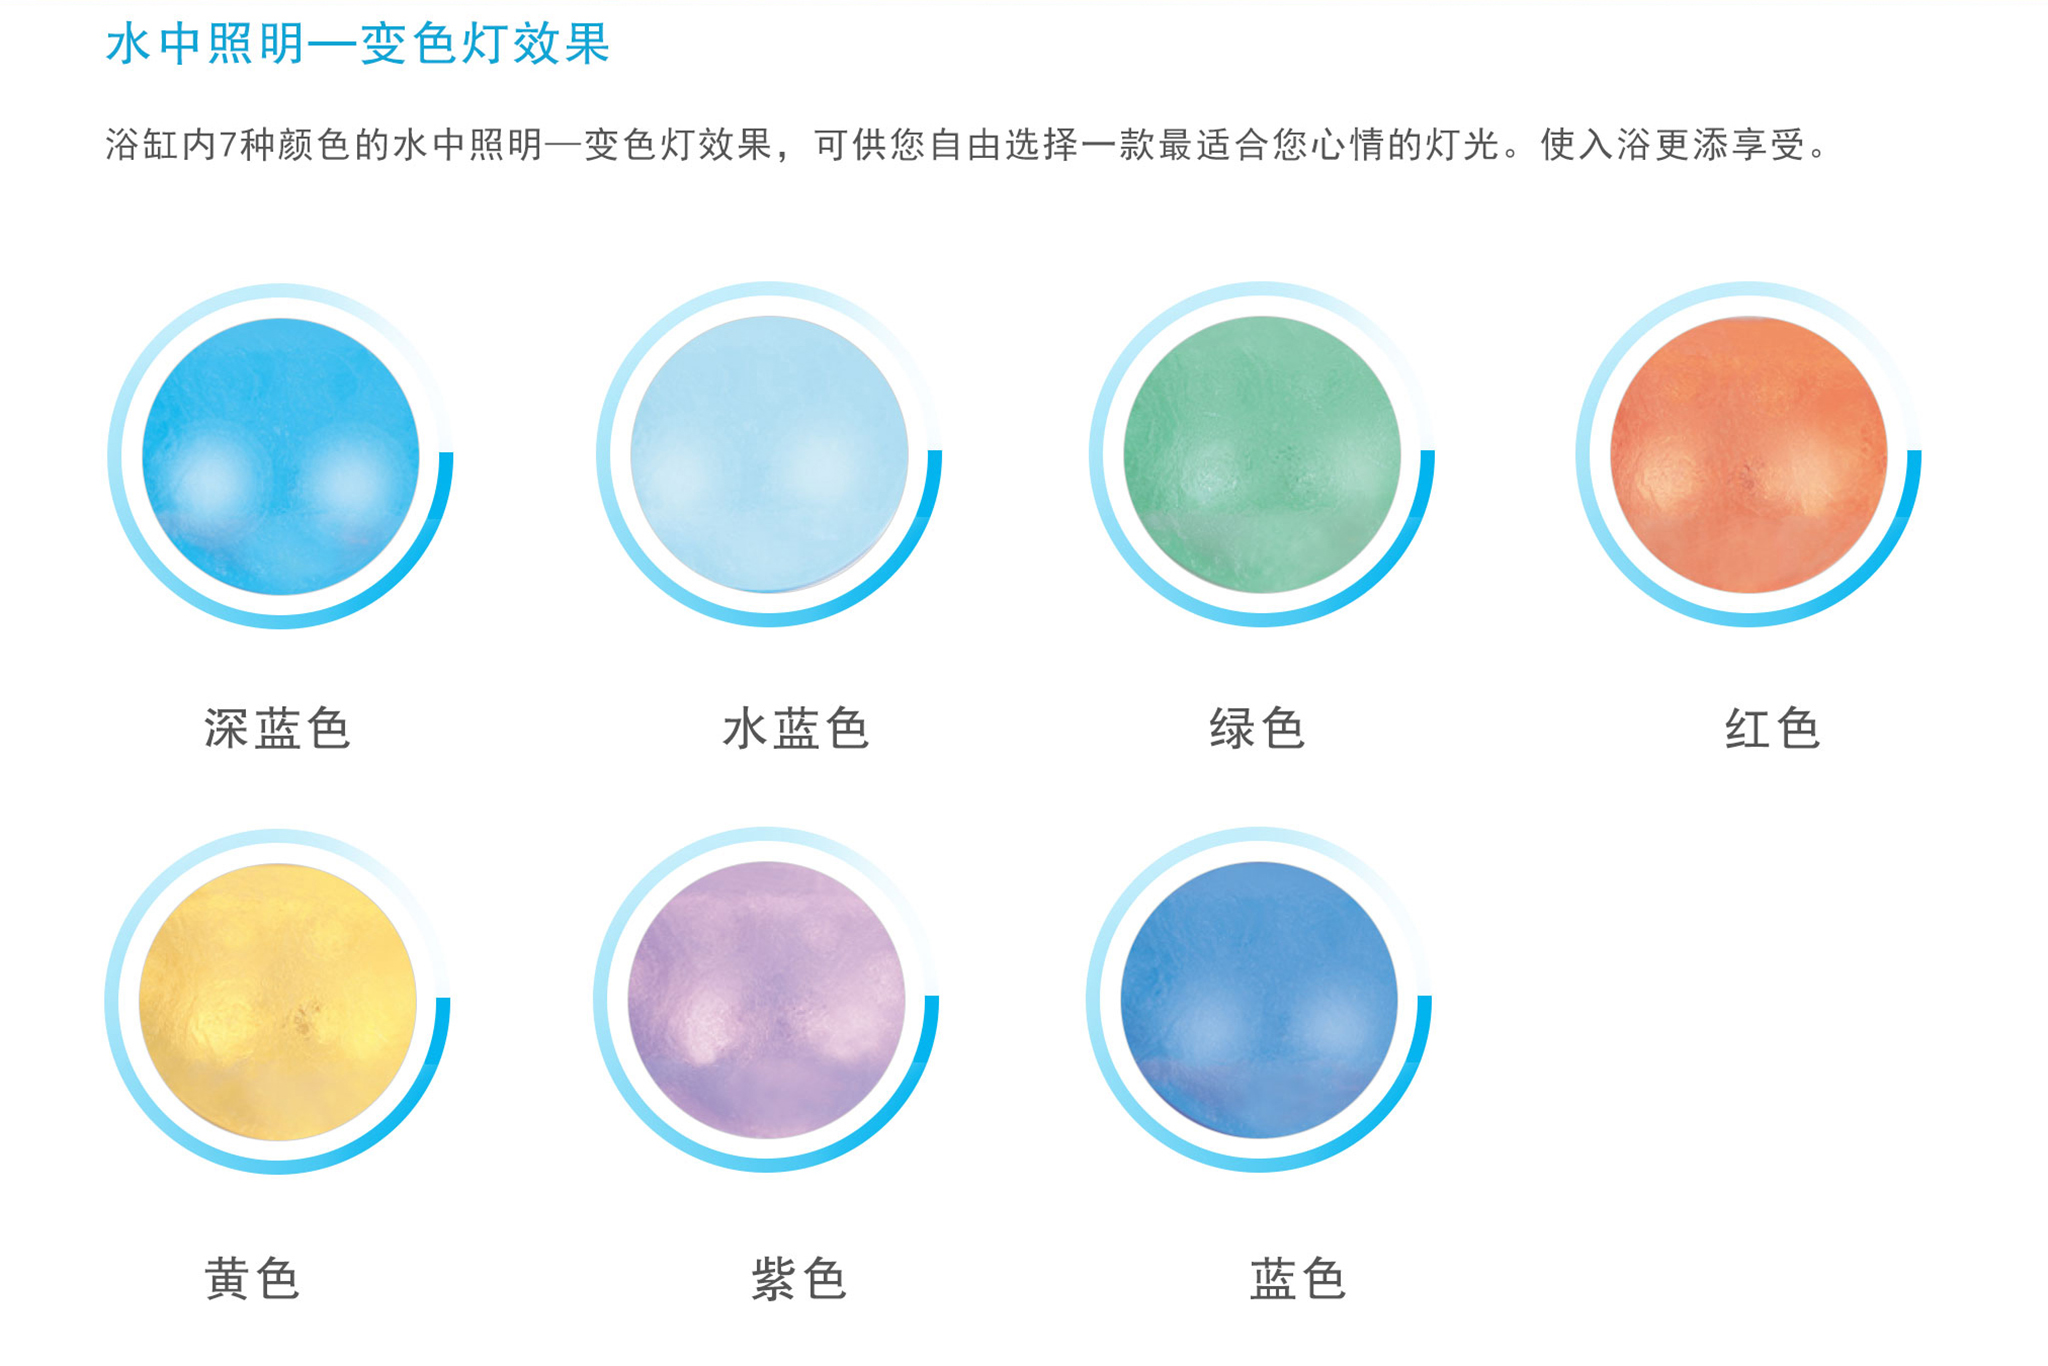 水中照明—变色灯效果
浴缸内7种颜色的水中照明—变色灯效果，可供您自由选择一款最适合您心情的灯光。使入浴更添享受。
深蓝色
水蓝色
绿色
红色
黄色
紫色
蓝色